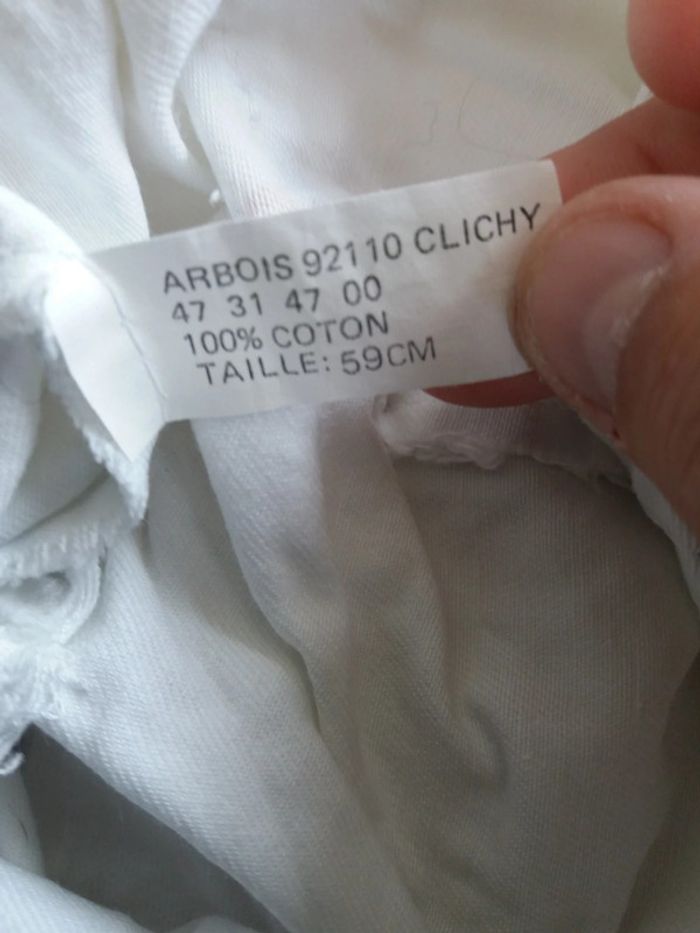 ARBOIS 92110 CLICHY
47 31 47 00
100% COTON
TAILLE: 59CM